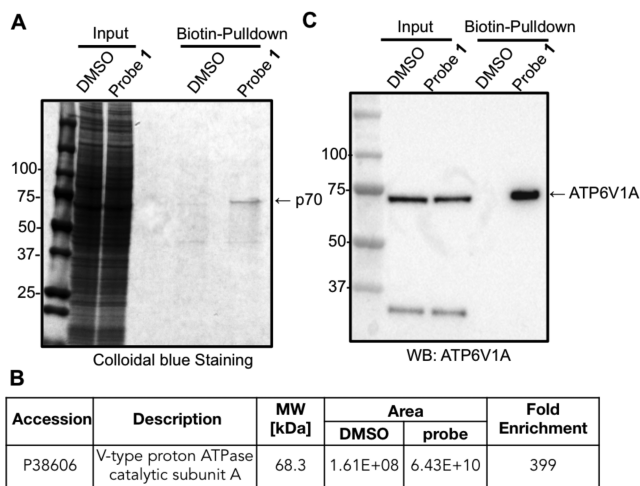 A
Input
Biotin-Pulldown
DMSO
Probe 1
DMSO
Probe 1
100-
75-
50-
37-
25-
← p70
Colloidal blue Staining
C
Input
Biotin-Pulldown
DMSO
Probe 1
DMSO
Probe 1
100-
75-
50-
37-
← ATP6V1A
WB: ATP6V1A
B
Accession Description MW [kDa] Area Fold Enrichment
DMSO probe
P38606 V-type proton ATPase catalytic subunit A 68.3 1.61E+08 6.43E+10 399